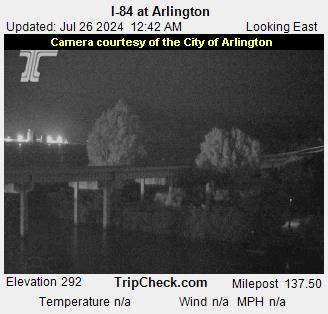 I-84 at Arlington
Updated: Jul 26 2024 12:42 AM Looking East
Camera courtesy of the City of Arlington
Elevation 292 TripCheck.com Milepost 137.50
Temperature n/a Wind n/a MPH n/a